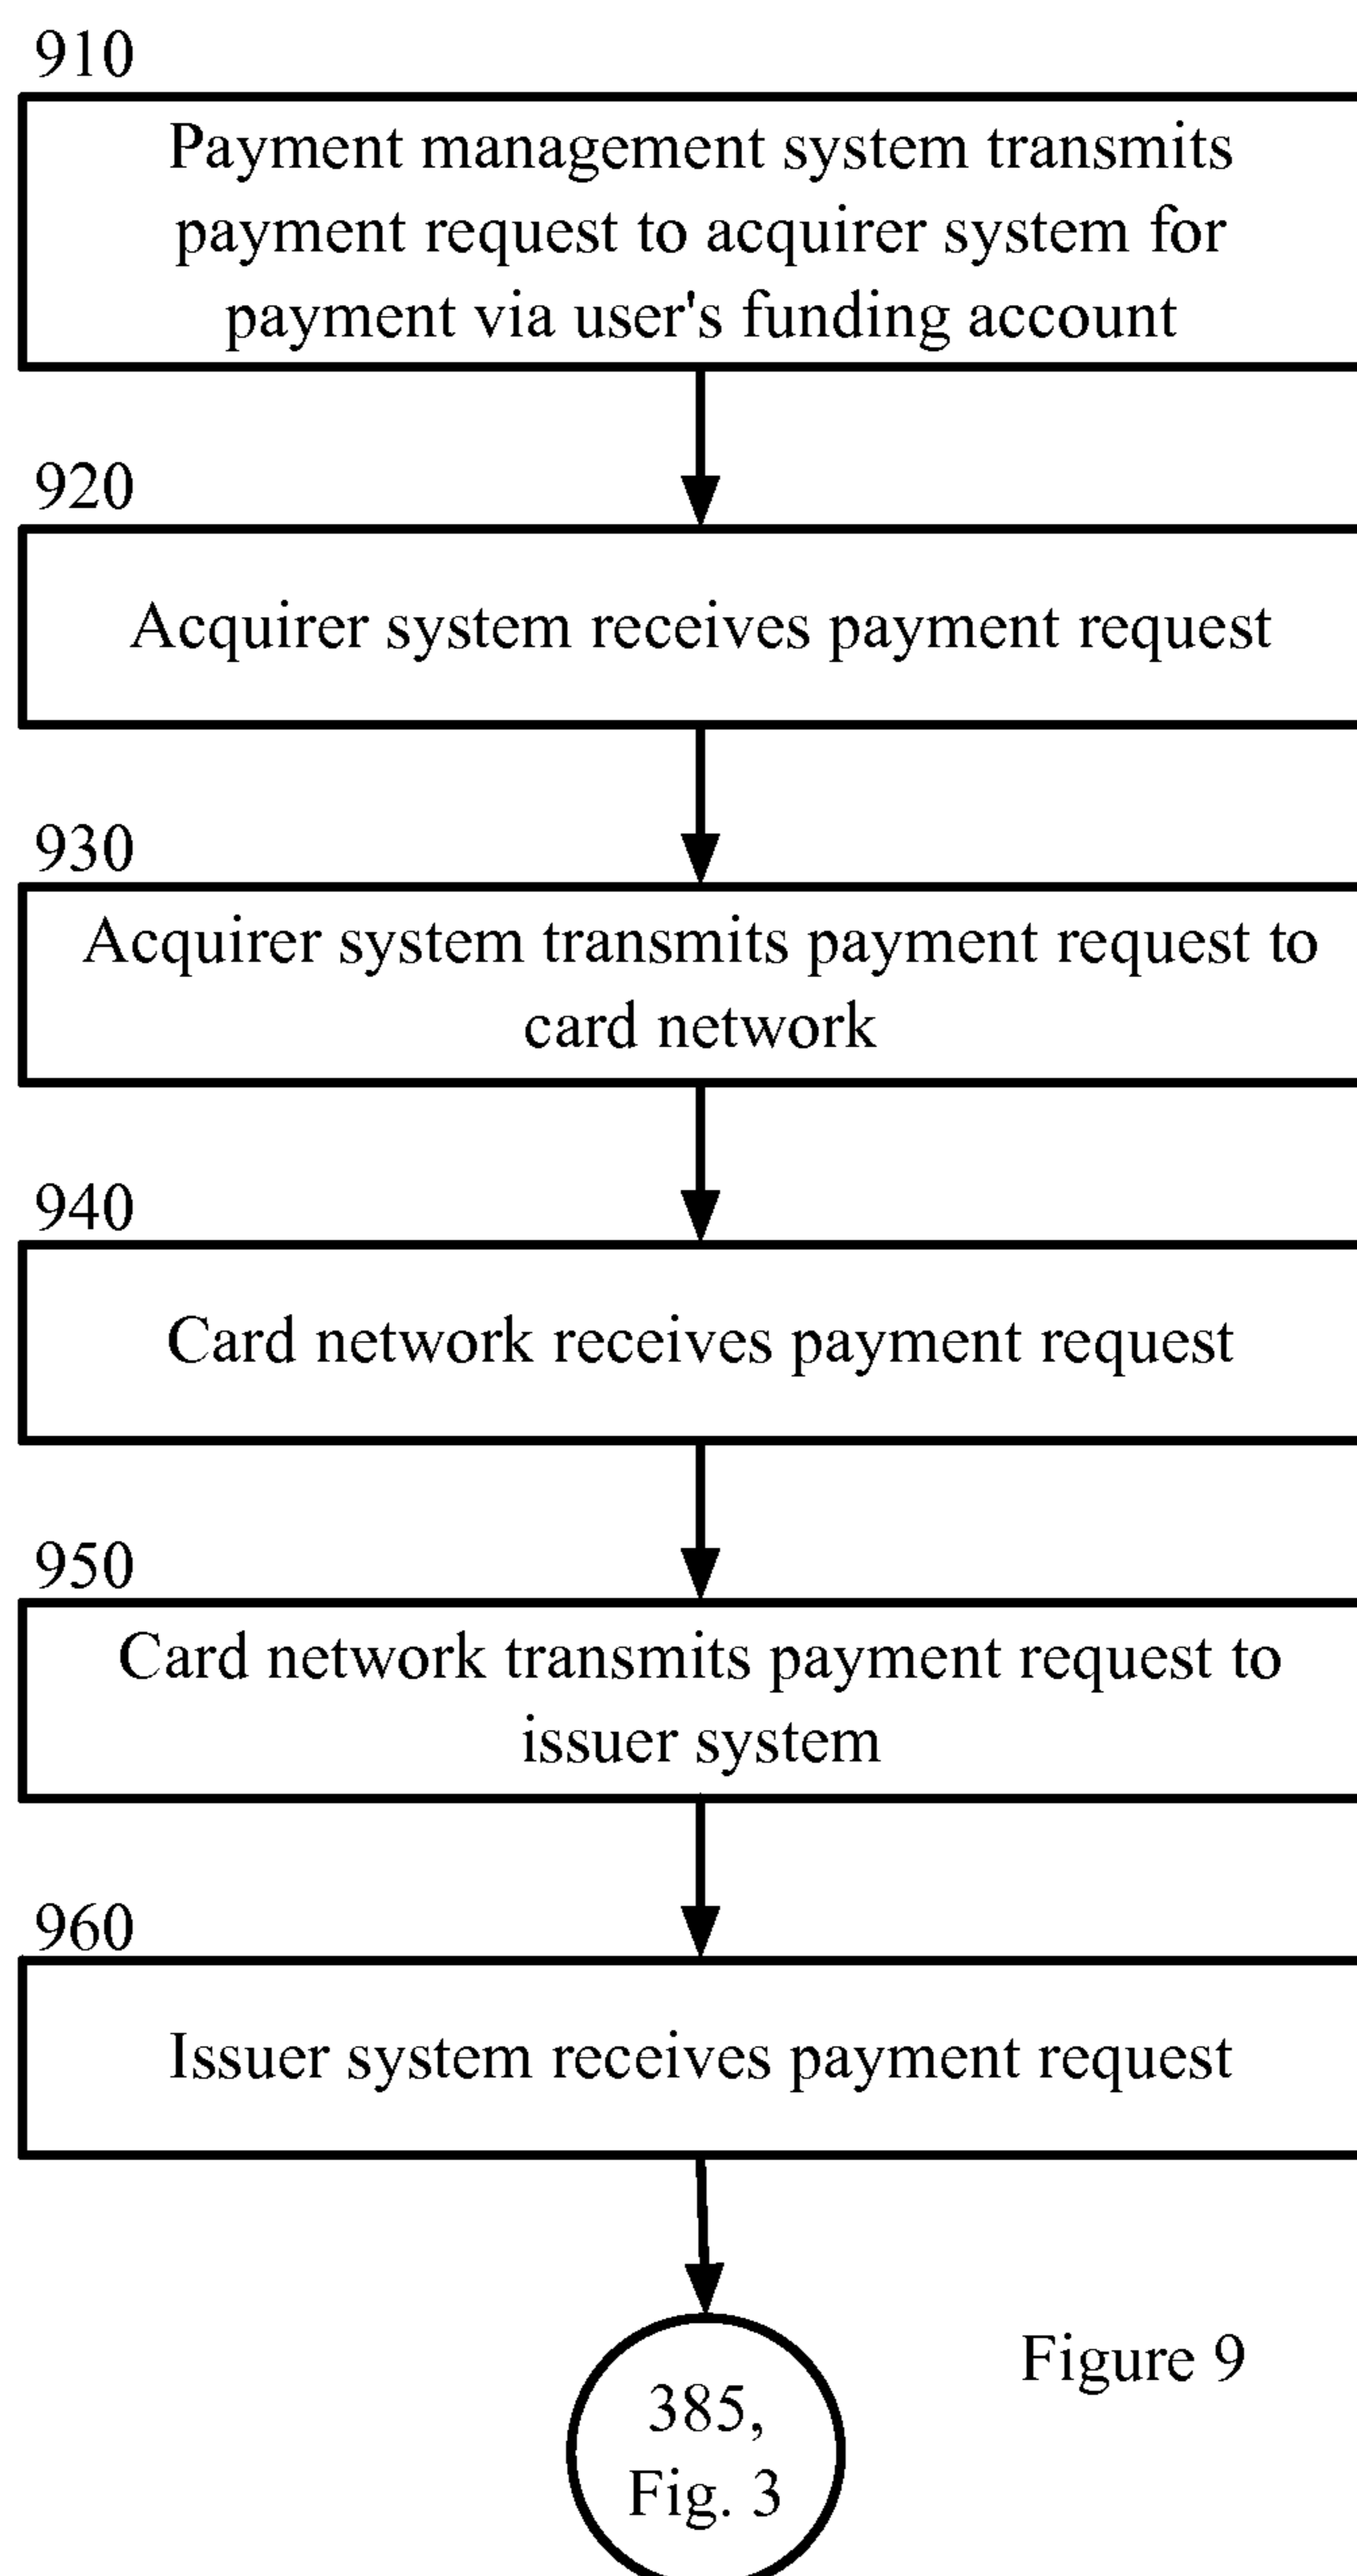 910
Payment management system transmits
payment request to acquirer system for
payment via user's funding account
920
Acquirer system receives payment request
930
Acquirer system transmits payment request to
card network
940
Card network receives payment request
950
Card network transmits payment request to
issuer system
960
Issuer system receives payment request
Figure 9
385,
Fig. 3